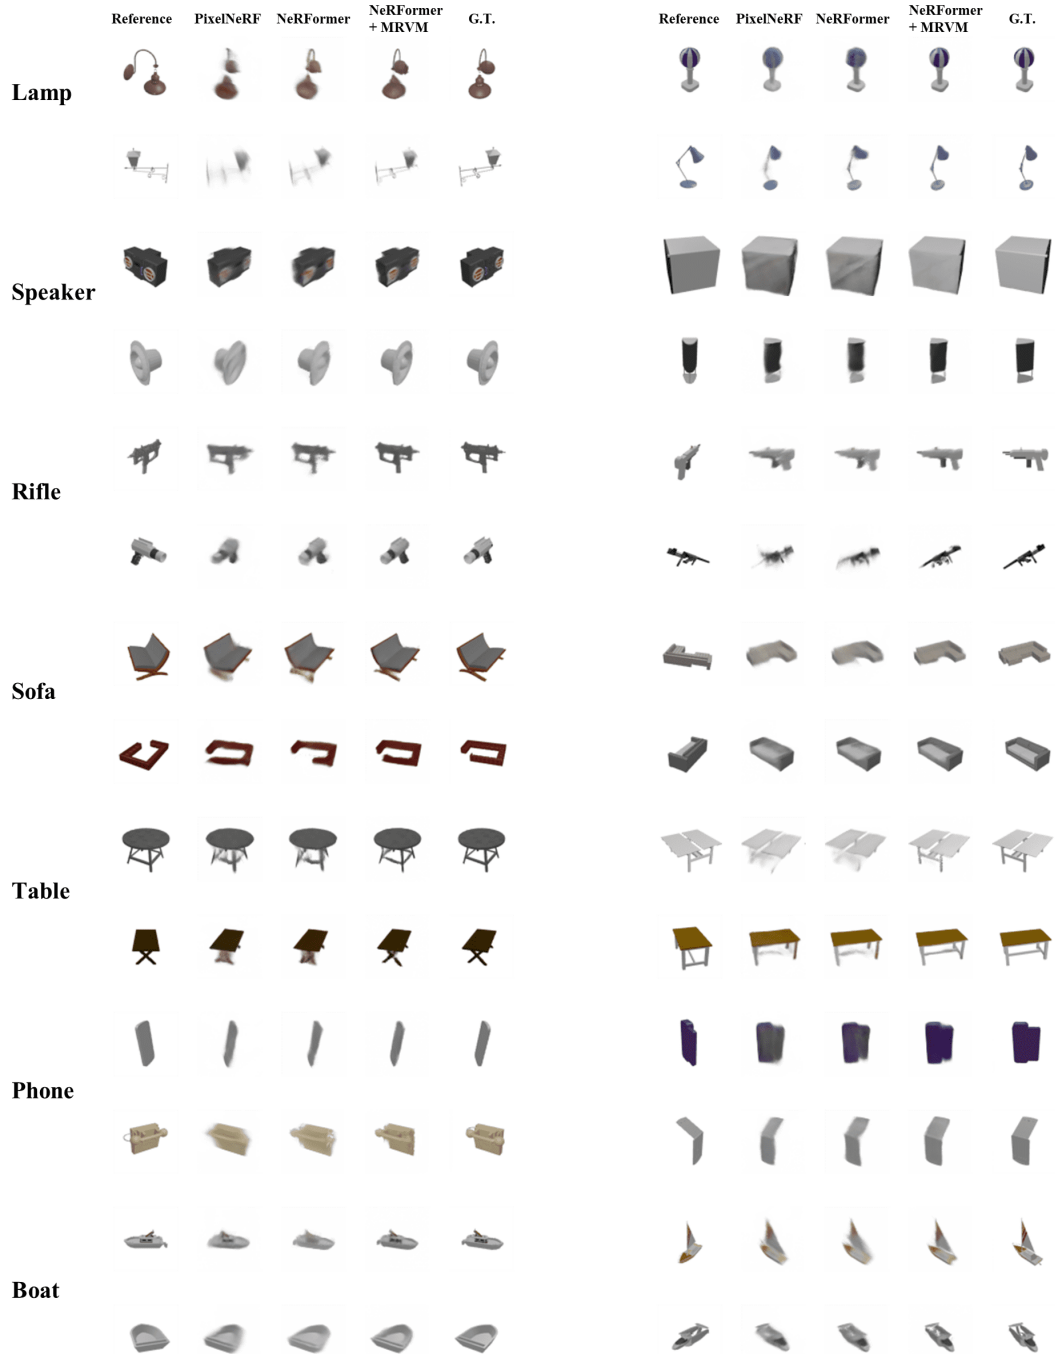 Reference PixelNeRF NeRFormer NeRFormer + MRVM G.T. Reference PixelNeRF NeRFormer NeRFormer + MRVM G.T.
Lamp
Speaker
Rifle
Sofa
Table
Phone
Boat